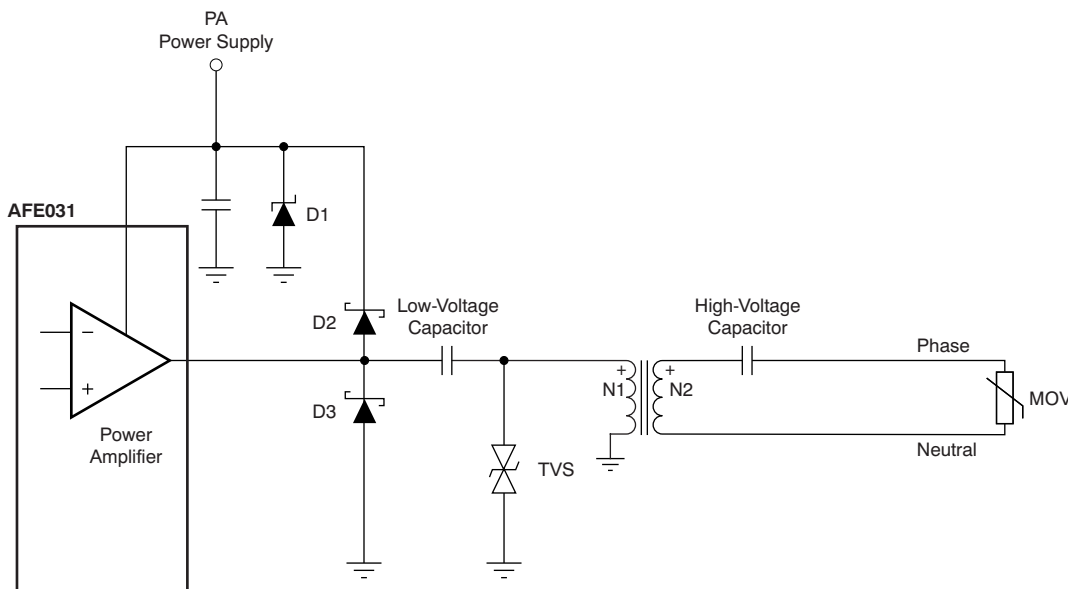 PA
Power Supply
AFE031
D1
D2
Low-Voltage
Capacitor
High-Voltage
Capacitor
Phase
−
+
Power
Amplifier
D3
+
N1
+
N2
MOV
Neutral
TVS